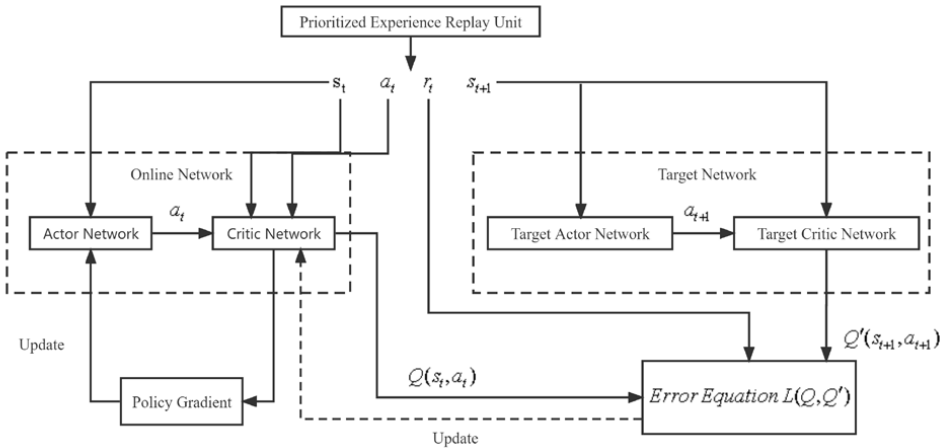 Prioritized Experience Replay Unit
s_t a_t r_t s_{t+1}
Online Network
Target Network
a_t
a_{t+1}
Actor Network
Critic Network
Target Actor Network
Target Critic Network
Update
Q'(s_{t+1}, a_{t+1})
Q(s_t, a_t)
Policy Gradient
Error Equation L(Q,Q')
Update